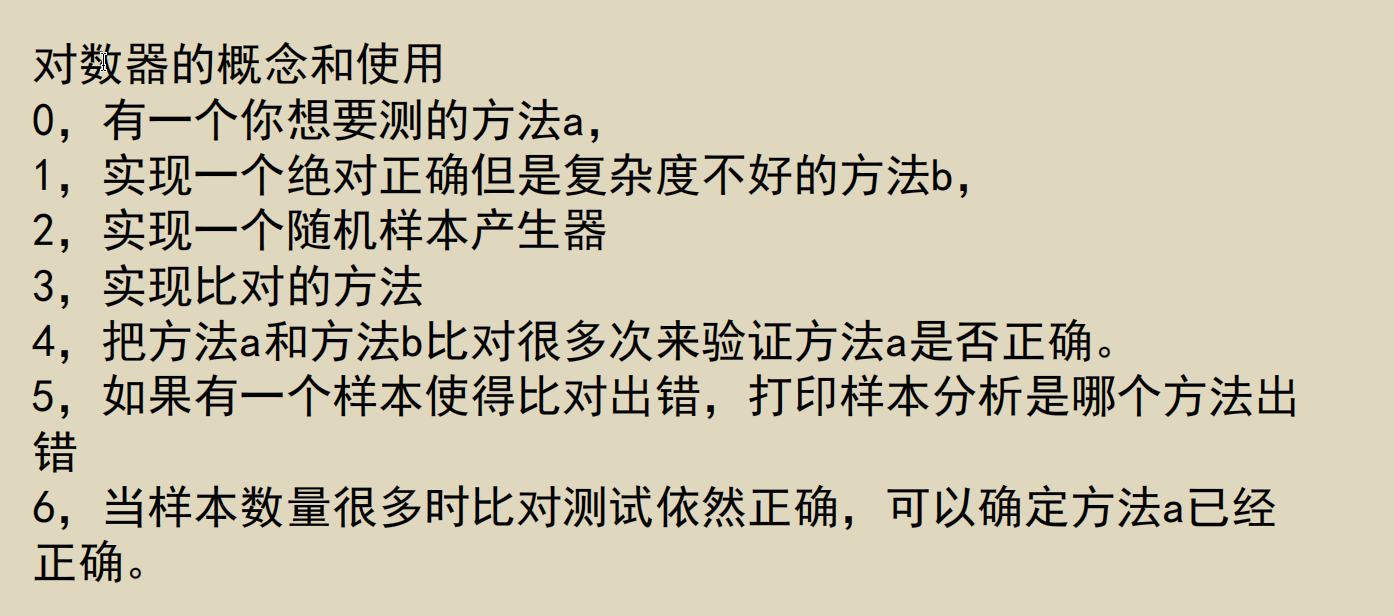 对数器的概念和使用
0，有一个你想要测的方法a，
1，实现一个绝对正确但是复杂度不好的方法b，
2，实现一个随机样本产生器
3，实现比对的方法
4，把方法a和方法b比对很多次来验证方法a是否正确。
5，如果有一个样本使得比对出错，打印样本分析是哪个方法出
错
6，当样本数量很多时比对测试依然正确，可以确定方法a已经
正确。